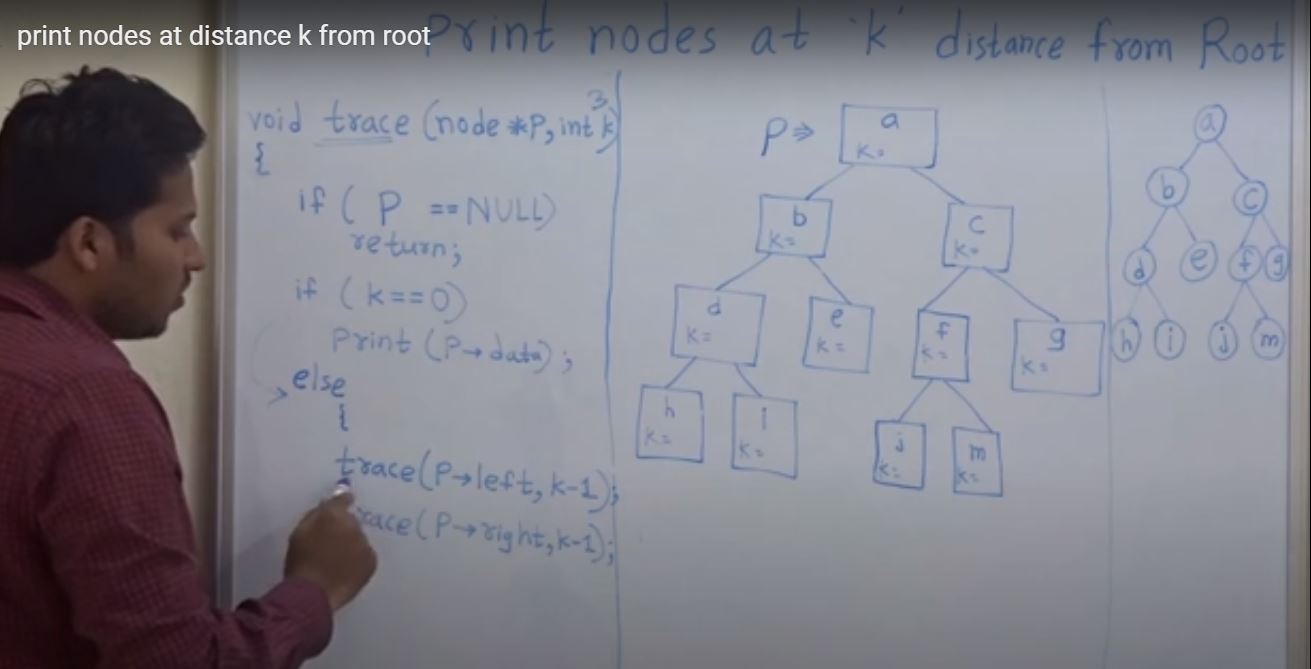 print nodes at distance k from root
Print nodes at 'k' distance from Root
void trace (node *P, int k)
3
{
if ( P == NULL)
return;
if ( k==0)
Print (P→data);
else
{
trace(P→left, k-1);
race(P→right, k-1);
P ⇒
a
k=
b
k=
c
k=
d
k=
e
k=
f
k=
g
k=
h
k=
i
k=
j
k=
m
k=
a
b
c
d
e
f
g
h
i
j
m